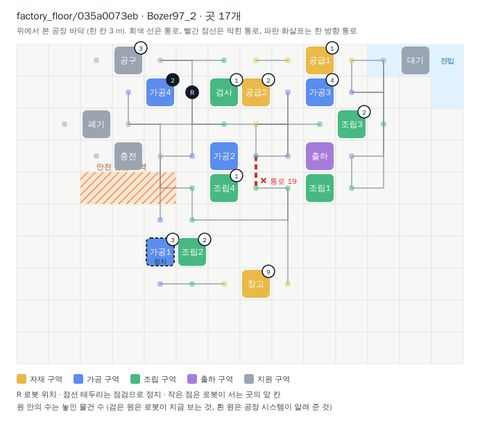 factory_floor/035a0073eb · Bozer97_2 · 곳 17개
위에서 본 공장 바닥 (한 칸 3 m). 회색 선은 통로, 빨간 점선은 막힌 통로, 파란 화살표는 한 방향 통로
공구 3
공급1 1
대기
전입
가공4 2
R
검사 1
공급2 2
가공3 4
폐기
조립3 2
충전
가공2
출하
안전
역
조립4 1
✖ 통로 19
조립1
가공1 3
조립2 2
창고 9
자재 구역
가공 구역
조립 구역
출하 구역
지원 구역
R 로봇 위치 · 점선 테두리는 점검으로 정지 · 작은 점은 로봇이 서는 곳의 앞 칸
원 안의 수는 놓인 물건 수 (검은 원은 로봇이 지금 보는 것, 흰 원은 공장 시스템이 알려 준 것)